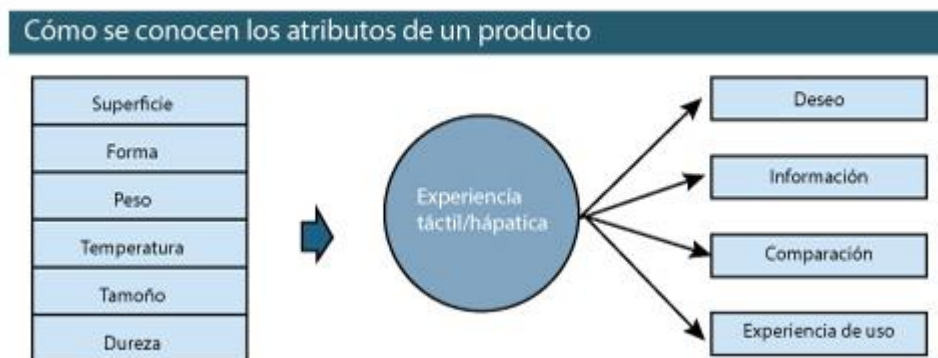 Cómo se conocen los atributos de un producto
Superficie
Forma
Peso
Temperatura
Tamoño
Dureza
Experiencia
táctil/hápatica
Deseo
Información
Comparación
Experiencia de uso